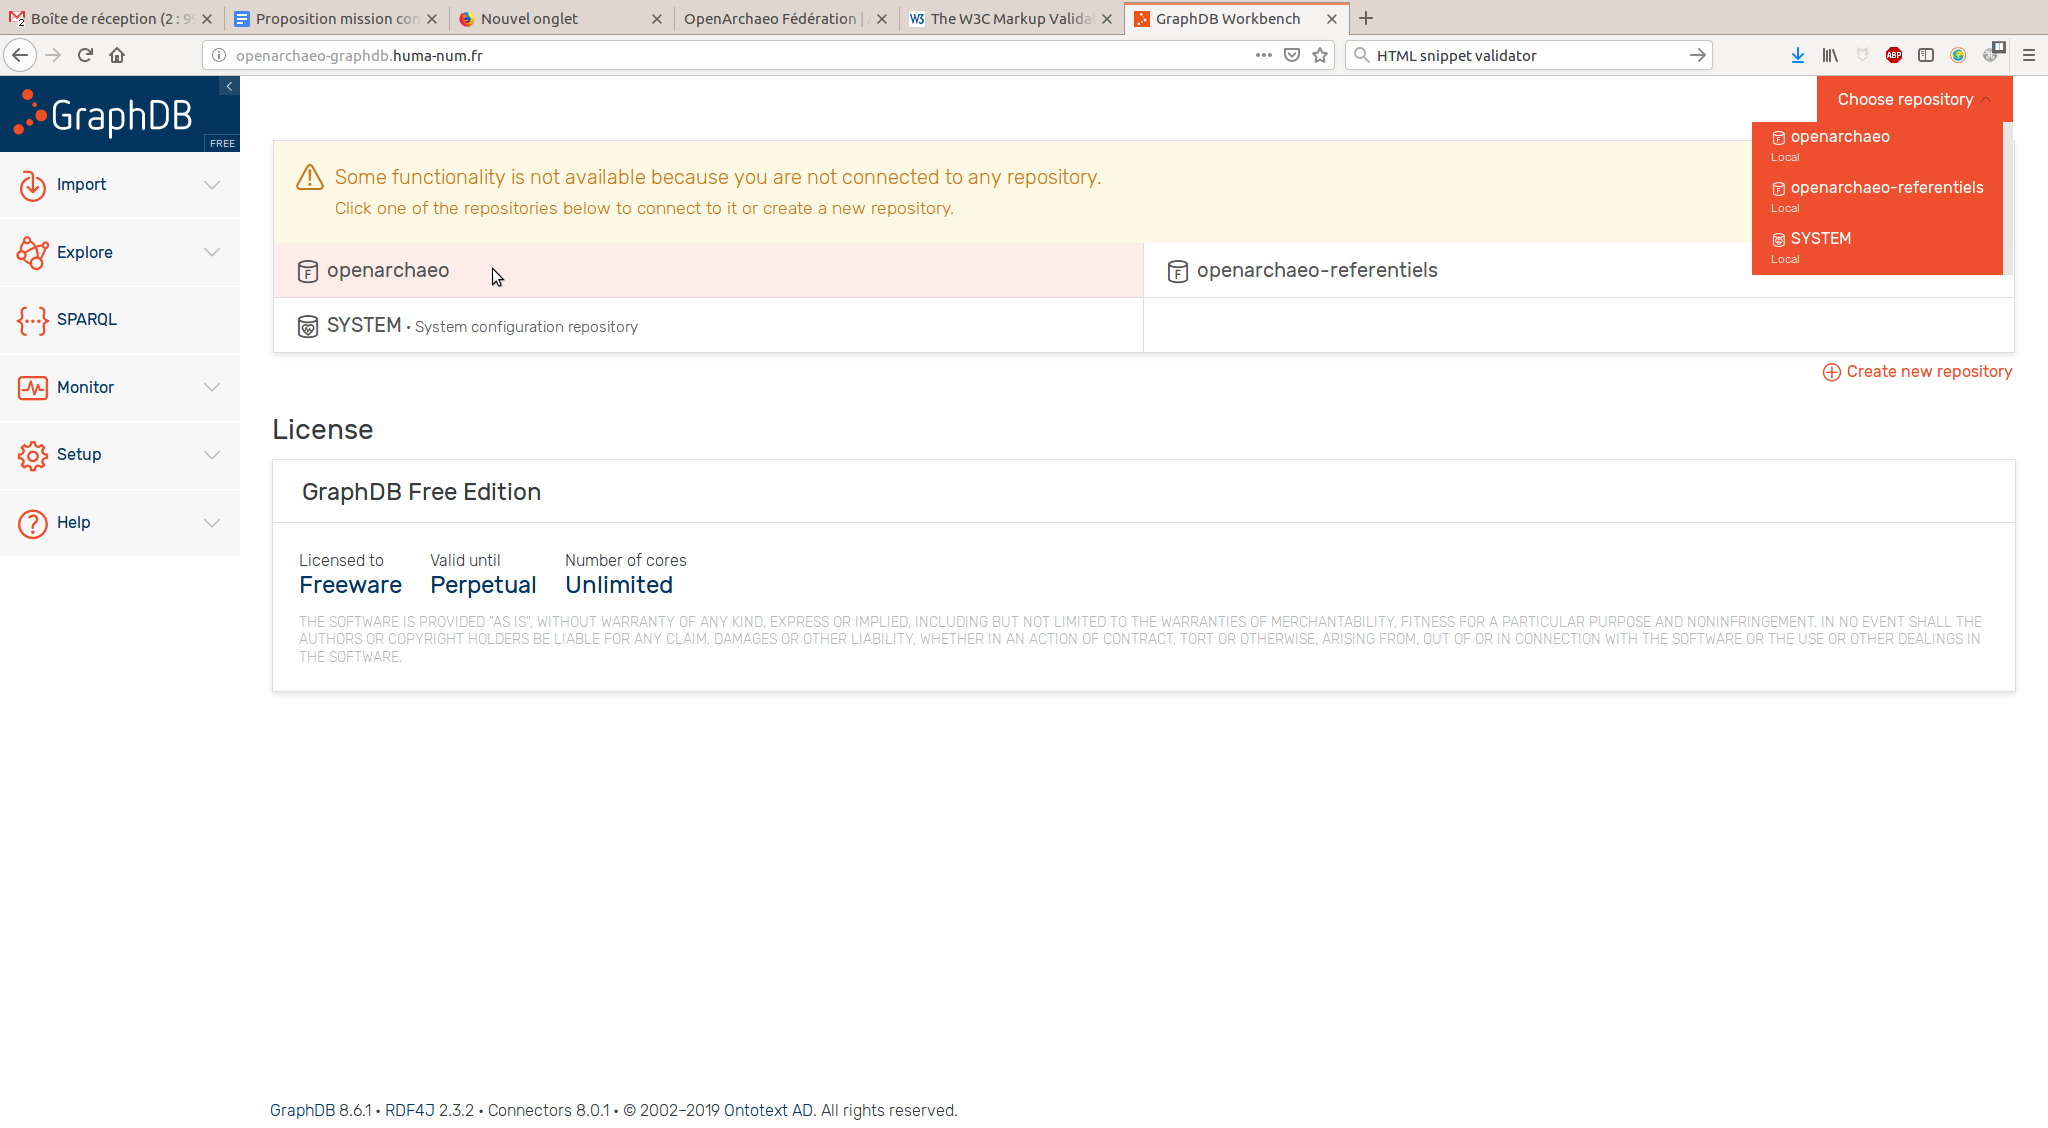 Boîte de réception (2 : 9
Proposition mission con
Nouvel onglet
OpenArchaeo Fédération |
The W3C Markup Valida
GraphDB Workbench
openarchaeo-graphdb.huma-num.fr
HTML snippet validator
ABP
GraphDB
FREE
Choose repository
openarchaeo
Local
openarchaeo-referentiels
Local
SYSTEM
Local
Import
Explore
SPARQL
Monitor
Setup
Help
Some functionality is not available because you are not connected to any repository.
Click one of the repositories below to connect to it or create a new repository.
openarchaeo
openarchaeo-referentiels
SYSTEM · System configuration repository
Create new repository
License
GraphDB Free Edition
Licensed to Valid until Number of cores
Freeware Perpetual Unlimited
THE SOFTWARE IS PROVIDED "AS IS", WITHOUT WARRANTY OF ANY KIND, EXPRESS OR IMPLIED, INCLUDING BUT NOT LIMITED TO THE WARRANTIES OF MERCHANTABILITY, FITNESS FOR A PARTICULAR PURPOSE AND NONINFRINGEMENT. IN NO EVENT SHALL THE
AUTHORS OR COPYRIGHT HOLDERS BE LIABLE FOR ANY CLAIM, DAMAGES OR OTHER LIABILITY, WHETHER IN AN ACTION OF CONTRACT, TORT OR OTHERWISE, ARISING FROM, OUT OF OR IN CONNECTION WITH THE SOFTWARE OR THE USE OR OTHER DEALINGS IN
THE SOFTWARE.
GraphDB 8.6.1 • RDF4J 2.3.2 • Connectors 8.0.1 • © 2002–2019 Ontotext AD. All rights reserved.